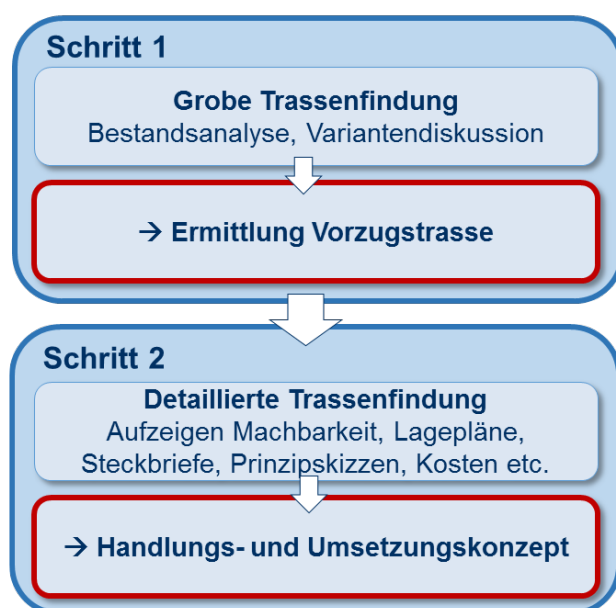 Schritt 1
Grobe Trassenfindung
Bestandsanalyse, Variantendiskussion
→ Ermittlung Vorzugstrasse
Schritt 2
Detaillierte Trassenfindung
Aufzeigen Machbarkeit, Lagepläne,
Steckbriefe, Prinzipskizzen, Kosten etc.
→ Handlungs- und Umsetzungskonzept